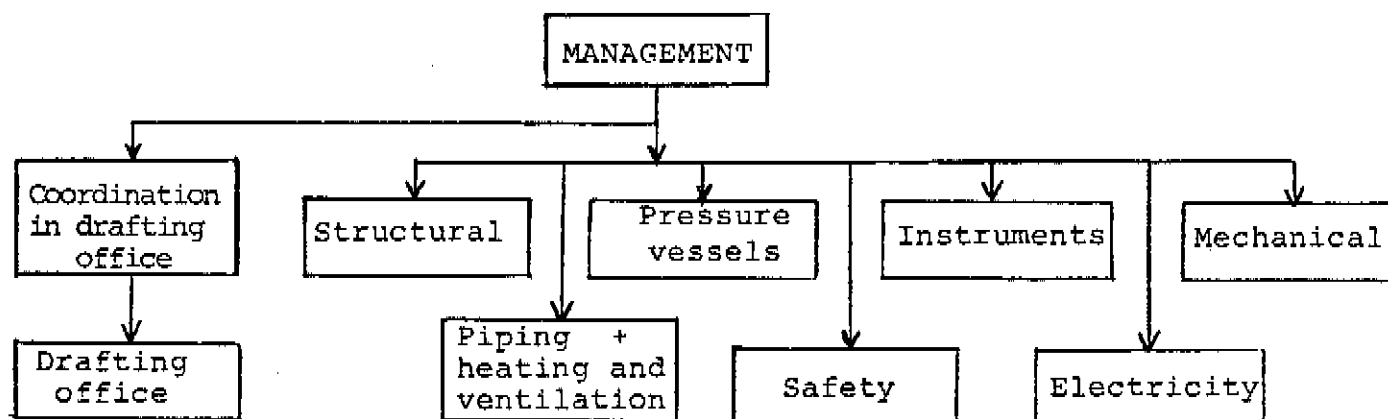 MANAGEMENT
Coordination
in drafting
office
Structural
Pressure
vessels
Instruments
Mechanical
Drafting
office
Piping +
heating and
ventilation
Safety
Electricity